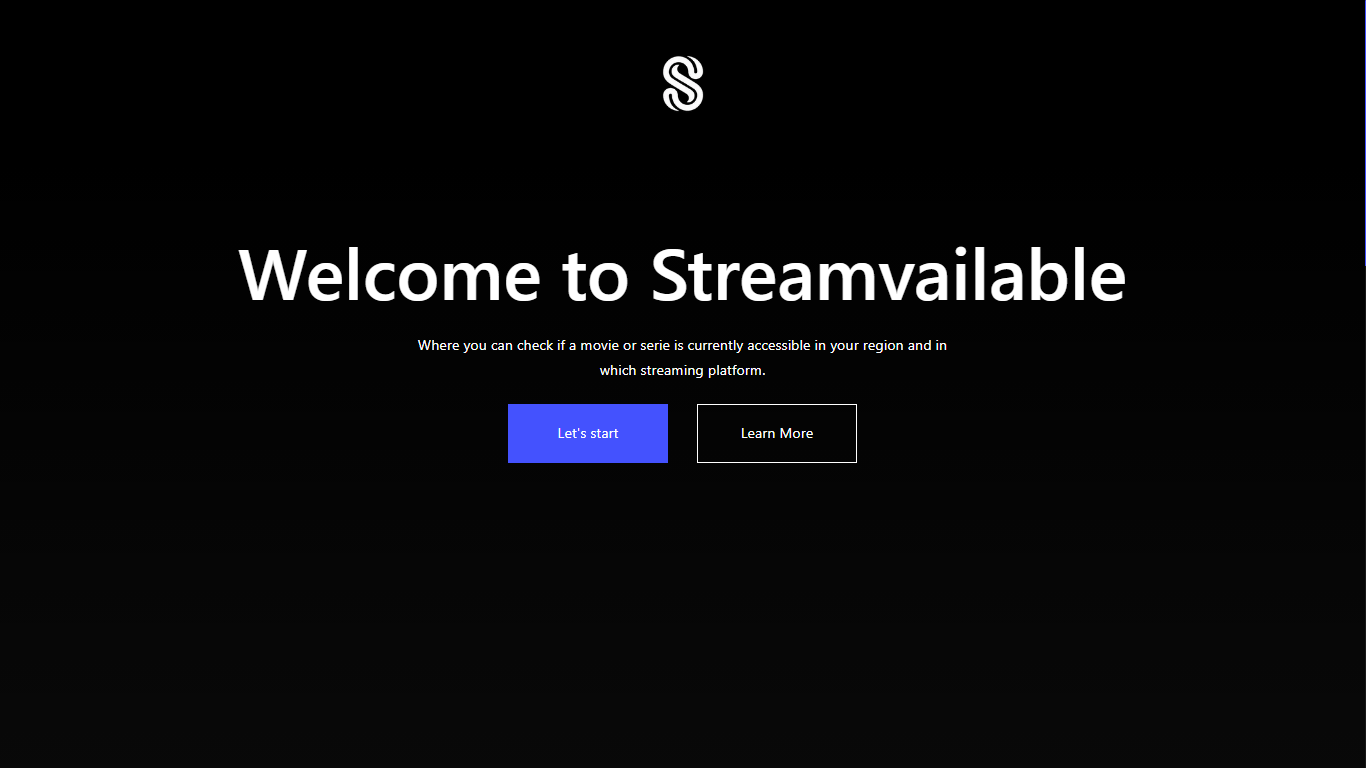 S
Welcome to Streamvailable
Where you can check if a movie or serie is currently accessible in your region and in
which streaming platform.
Let's start
Learn More